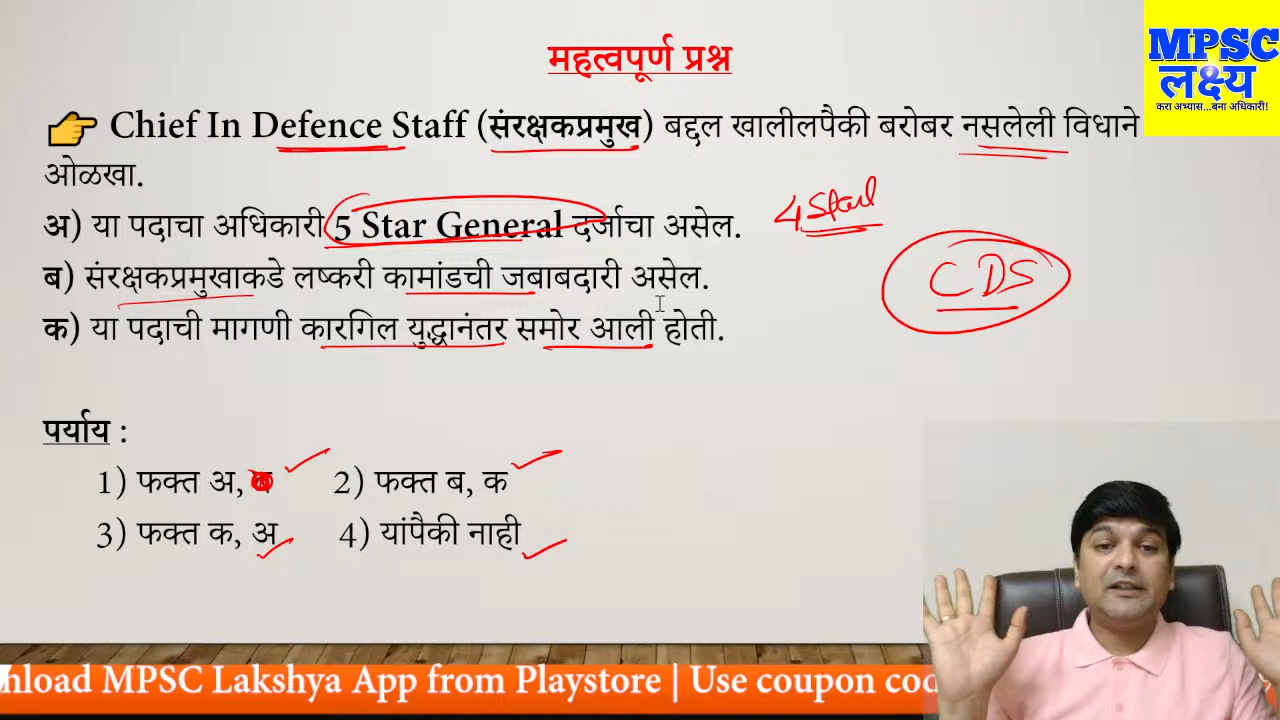 महत्वपूर्ण प्रश्न
MPSC
लक्ष्य
करा अभ्यास...बना अधिकारी!
👉 Chief In Defence Staff (संरक्षकप्रमुख) बद्दल खालीलपैकी बरोबर नसलेली विधाने
ओळखा.
अ) या पदाचा अधिकारी 5 Star General दर्जाचा असेल.
4 Star
ब) संरक्षकप्रमुखाकडे लष्करी कामांडची जबाबदारी असेल.
CDS
क) या पदाची मागणी कारगिल युद्धानंतर समोर आली होती.
पर्याय :
1) फक्त अ, 2) फक्त ब, क
3) फक्त क, अ 4) यांपैकी नाही
nload MPSC Lakshya App from Playstore | Use coupon cod